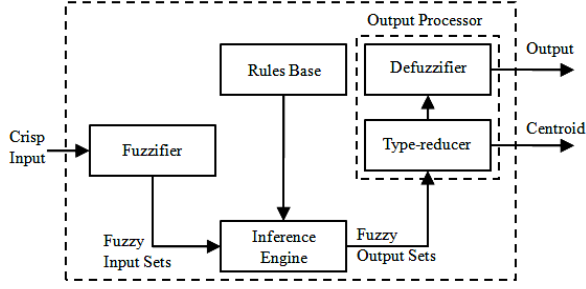 Output Processor
Rules Base
Defuzzifier
Output
Crisp
Input
Fuzzifier
Type-reducer
Centroid
Fuzzy
Input Sets
Inference
Engine
Fuzzy
Output Sets